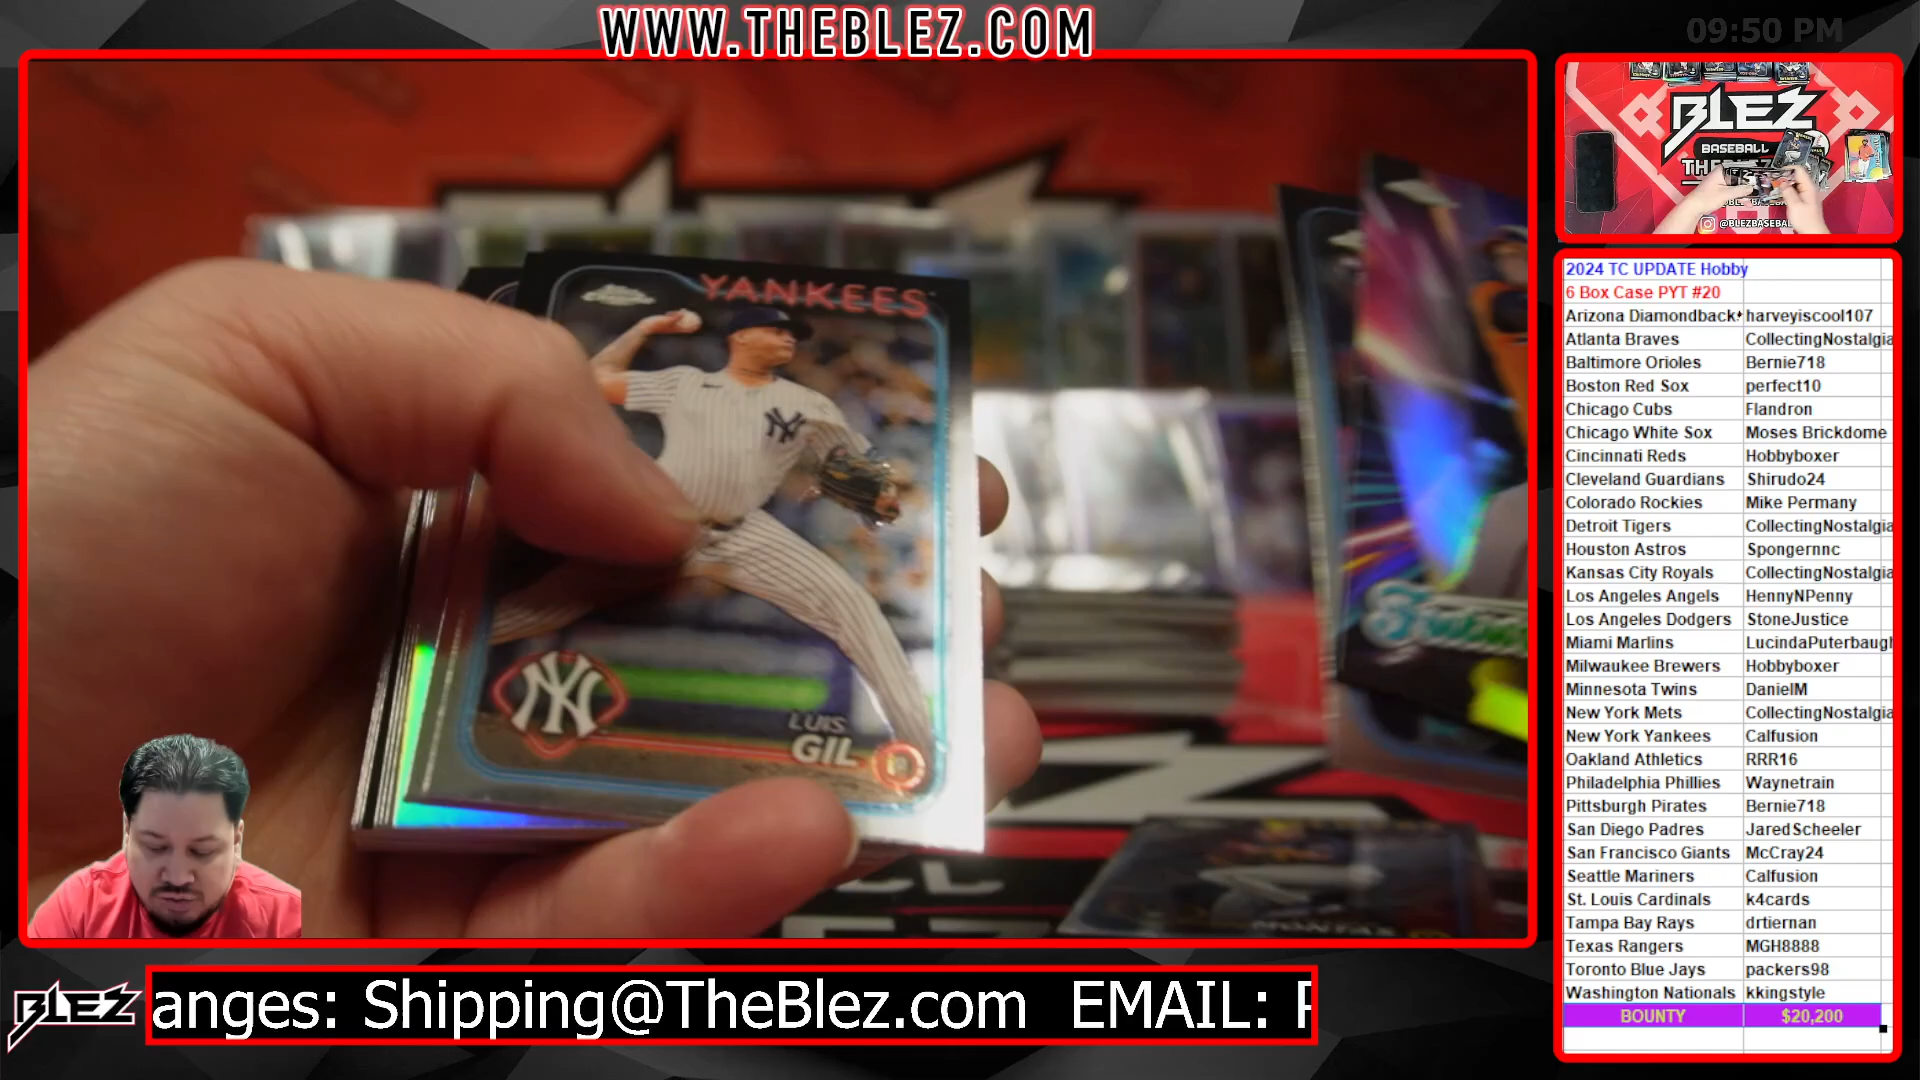 WWW.THEBLEZ.COM
09:50 PM
YANKEES
NY
LUIS
GIL
BLEZ
BASEBALL
@BLEZBASEBAL
2024 TC UPDATE Hobby
6 Box Case PYT #20
Arizona Diamondback harveyiscool107
Atlanta Braves CollectingNostalgia
Baltimore Orioles Bernie718
Boston Red Sox perfect10
Chicago Cubs Flandron
Chicago White Sox Moses Brickdome
Cincinnati Reds Hobbyboxer
Cleveland Guardians Shirudo24
Colorado Rockies Mike Permany
Detroit Tigers CollectingNostalgia
Houston Astros Spongernnc
Kansas City Royals CollectingNostalgia
Los Angeles Angels HennyNPenny
Los Angeles Dodgers StoneJustice
Miami Marlins LucindaPuterbaugh
Milwaukee Brewers Hobbyboxer
Minnesota Twins DanielM
New York Mets CollectingNostalgia
New York Yankees Calfusion
Oakland Athletics RRR16
Philadelphia Phillies Waynetrain
Pittsburgh Pirates Bernie718
San Diego Padres JaredScheeler
San Francisco Giants McCray24
Seattle Mariners Calfusion
St. Louis Cardinals k4cards
Tampa Bay Rays drtiernan
Texas Rangers MGH8888
Toronto Blue Jays packers98
Washington Nationals kkingstyle
BOUNTY $20,200
BLEZ
anges: Shipping@TheBlez.com EMAIL: